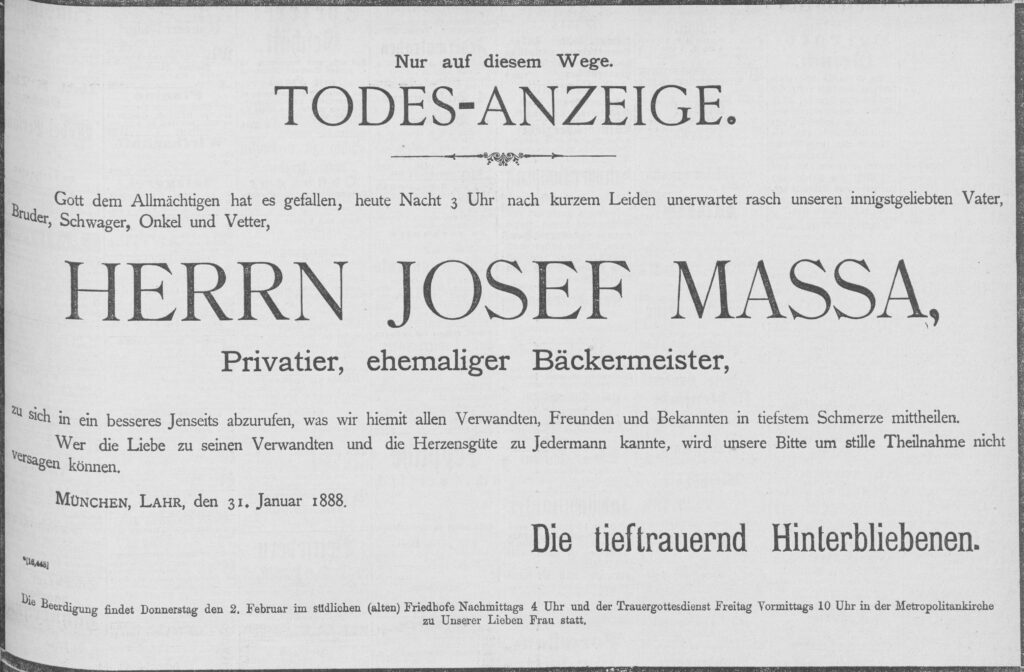 Nur auf diesem Wege.
TODES-ANZEIGE.
Gott dem Allmächtigen hat es gefallen, heute Nacht 3 Uhr nach kurzem Leiden unerwartet rasch unseren innigstgeliebten Vater,
Bruder, Schwager, Onkel und Vetter,
HERRN JOSEF MASSA,
Privatier, ehemaliger Bäckermeister,
zu sich in ein besseres Jenseits abzurufen, was wir hiemit allen Verwandten, Freunden und Bekannten in tiefstem Schmerze mittheilen.
Wer die Liebe zu seinen Verwandten und die Herzensgüte zu Jedermann kannte, wird unsere Bitte um stille Theilnahme nicht
versagen können.
MÜNCHEN, LAHR, den 31. Januar 1888.
Die tieftrauernd Hinterbliebenen.
Die Beerdigung findet Donnerstag den 2. Februar im südlichen (alten) Friedhofe Nachmittags 4 Uhr und der Trauergottesdienst Freitag Vormittags 10 Uhr in der Metropolitankirche
zu Unserer Lieben Frau statt.